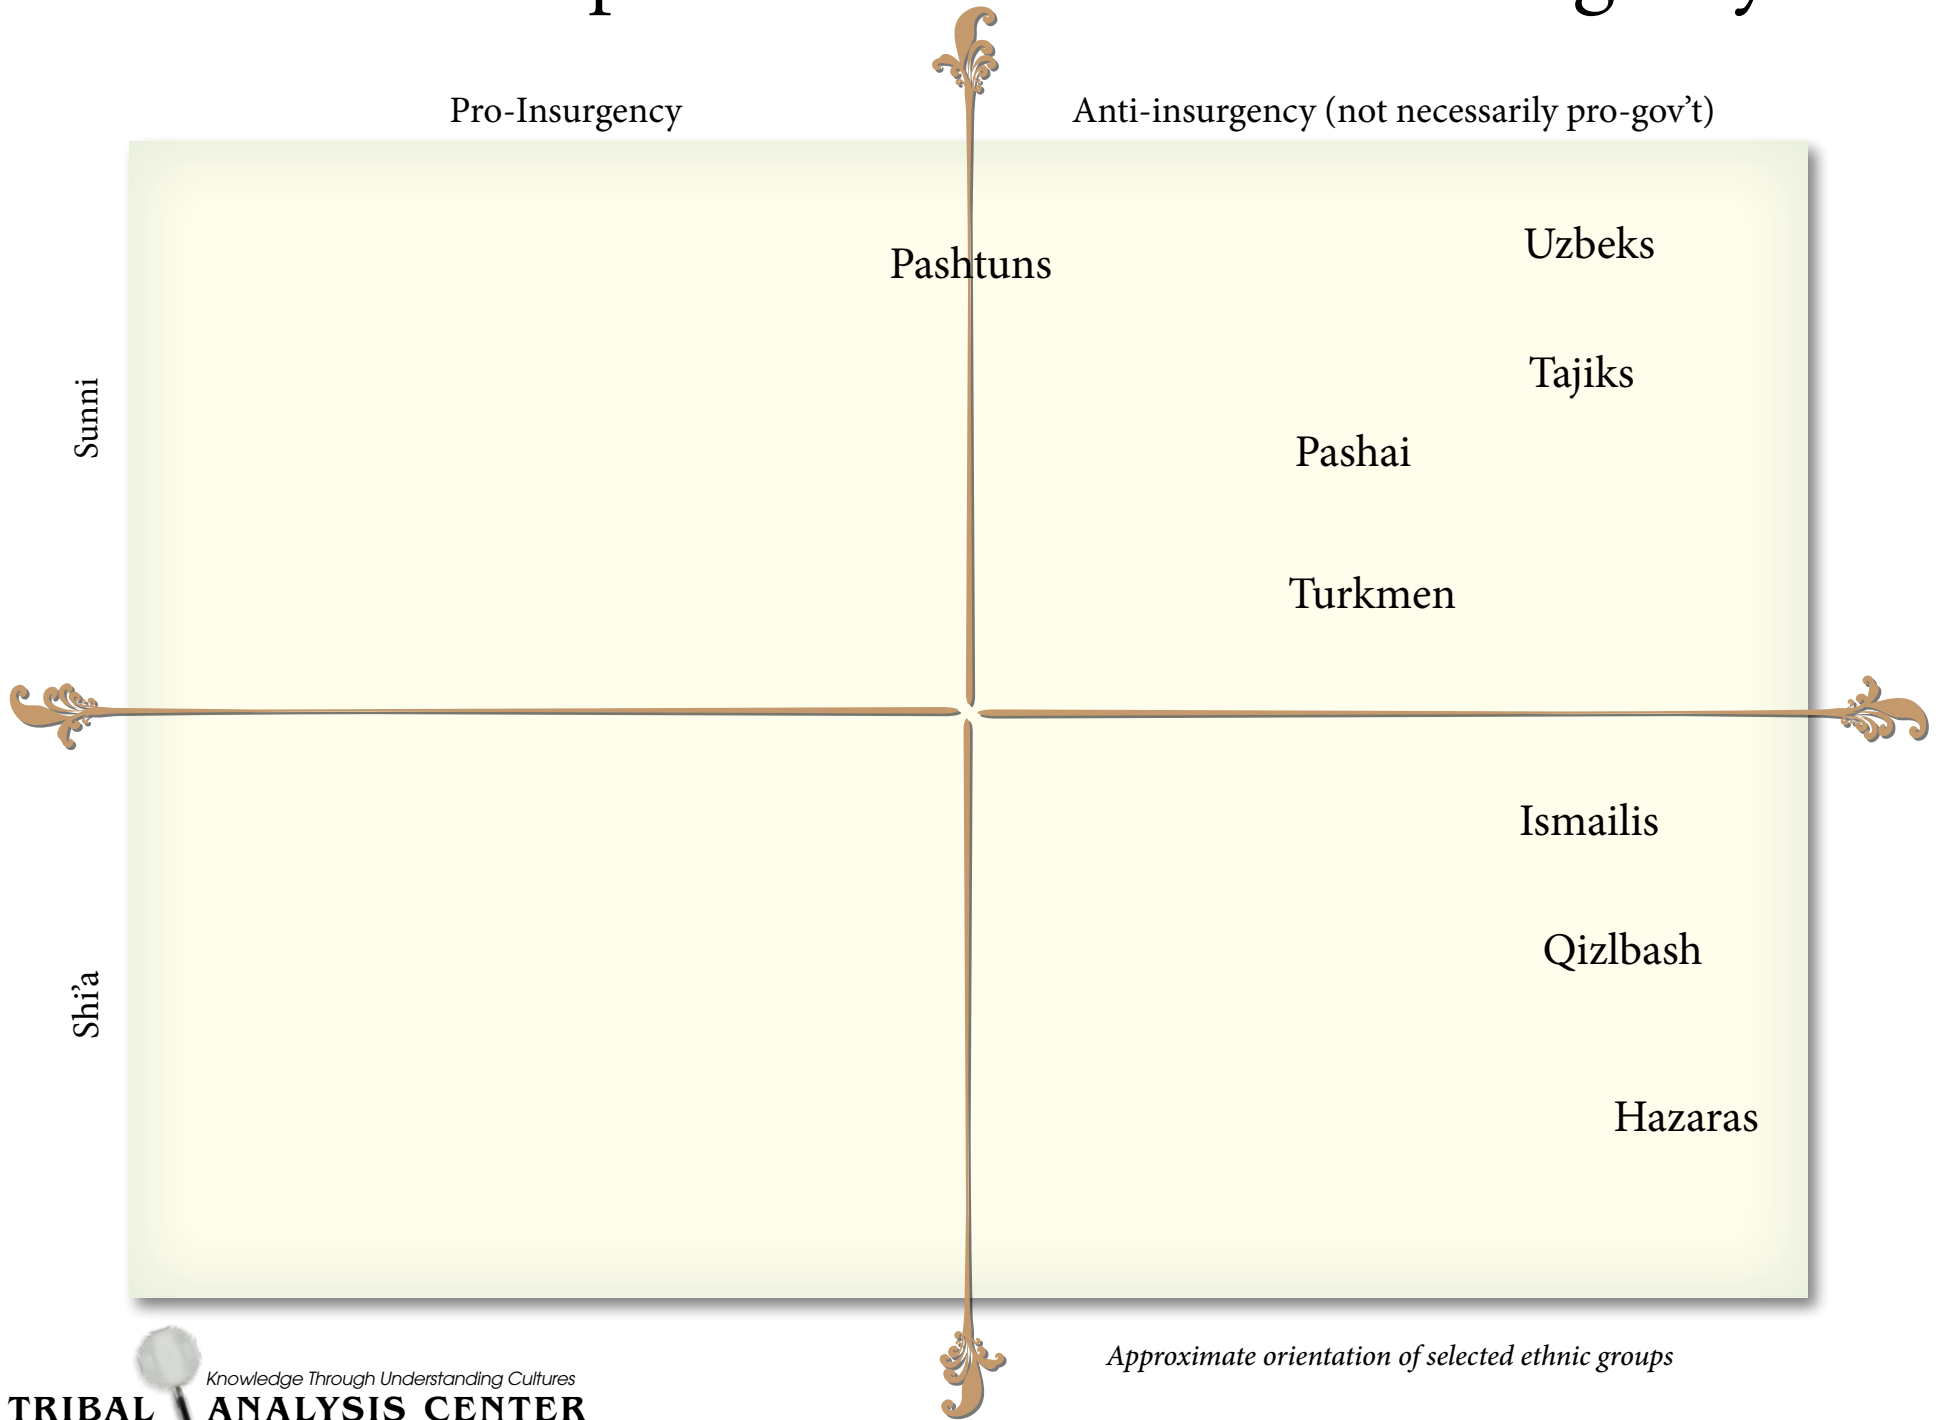 Pro-Insurgency
Anti-insurgency (not necessarily pro-gov’t)
Sunni
Pashtuns
Uzbeks
Tajiks
Pashai
Turkmen
Shi’a
Ismailis
Qizlbash
Hazaras
Approximate orientation of selected ethnic groups
Knowledge Through Understanding Cultures
TRIBAL ANALYSIS CENTER